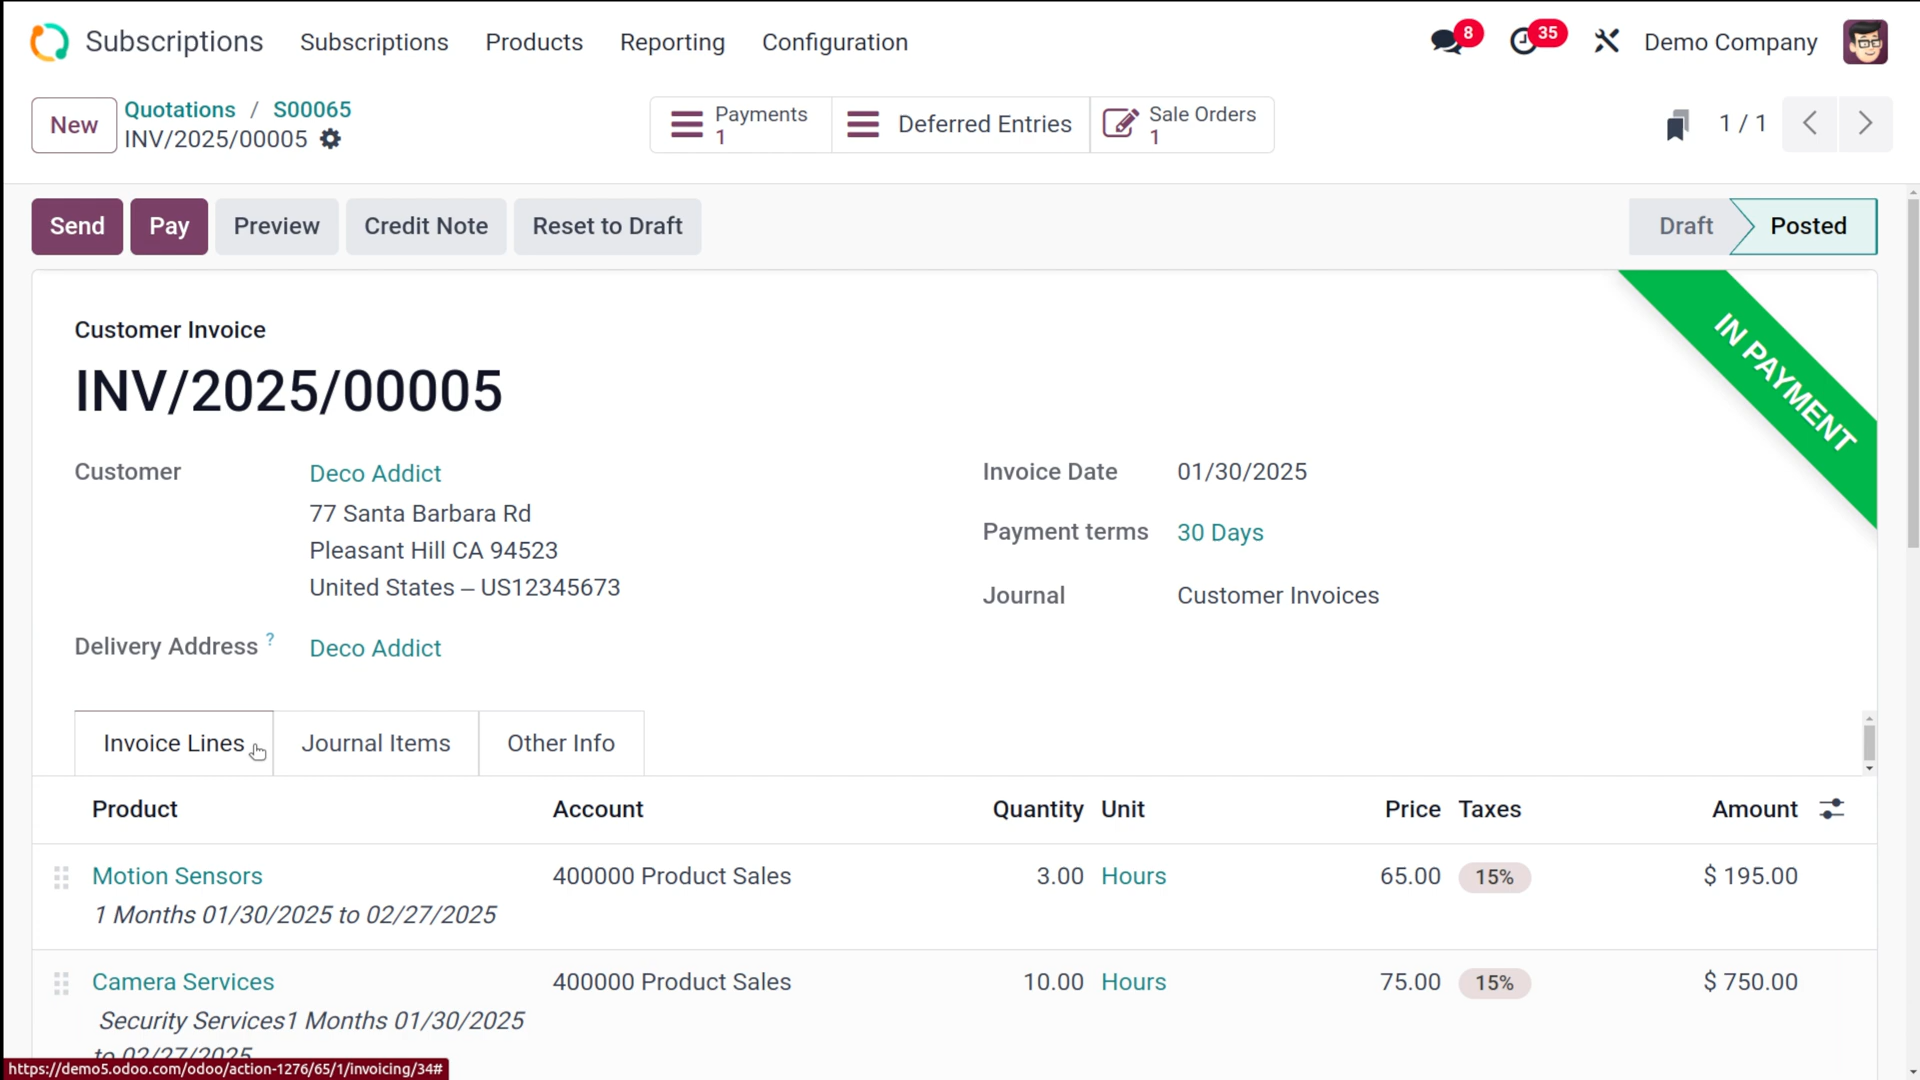 Subscriptions Subscriptions Products Reporting Configuration 8 35 Demo Company
New Quotations / S00065 Payments 1 Deferred Entries Sale Orders 1 1 / 1
INV/2025/00005
Send Pay Preview Credit Note Reset to Draft Draft Posted
IN PAYMENT
Customer Invoice
INV/2025/00005
Customer Deco Addict Invoice Date 01/30/2025
77 Santa Barbara Rd
Pleasant Hill CA 94523 Payment terms 30 Days
United States – US12345673 Journal Customer Invoices
Delivery Address ? Deco Addict
Invoice Lines Journal Items Other Info
Product Account Quantity Unit Price Taxes Amount
Motion Sensors 400000 Product Sales 3.00 Hours 65.00 15% $ 195.00
1 Months 01/30/2025 to 02/27/2025
Camera Services 400000 Product Sales 10.00 Hours 75.00 15% $ 750.00
Security Services1 Months 01/30/2025
to 02/27/2025
https://demo5.odoo.com/odoo/action-1276/65/1/invoicing/34#